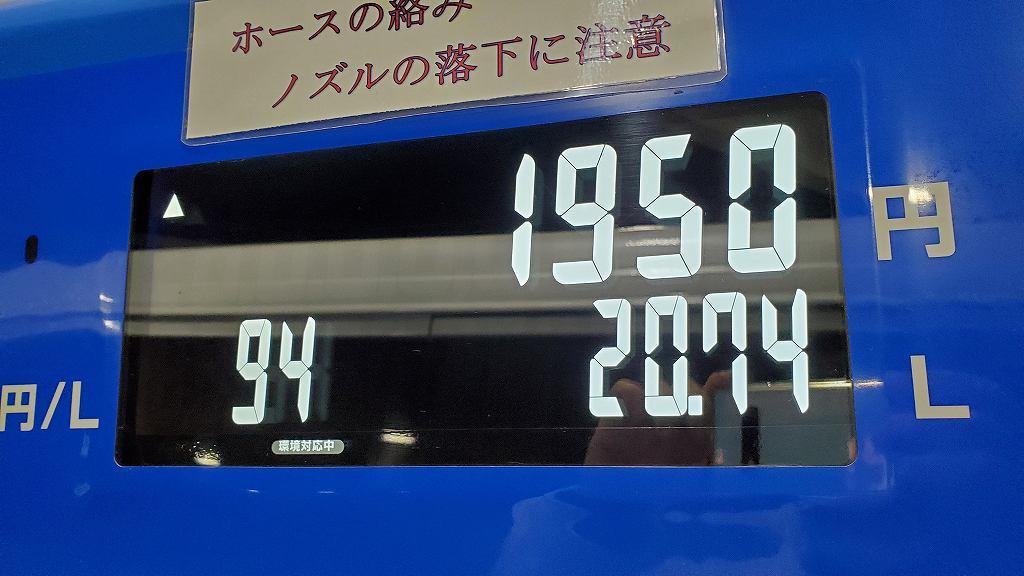 ホースの絡み
ノズルの落下に注意
▲
1950 円
94 円/L
20.74 L
環境対応中